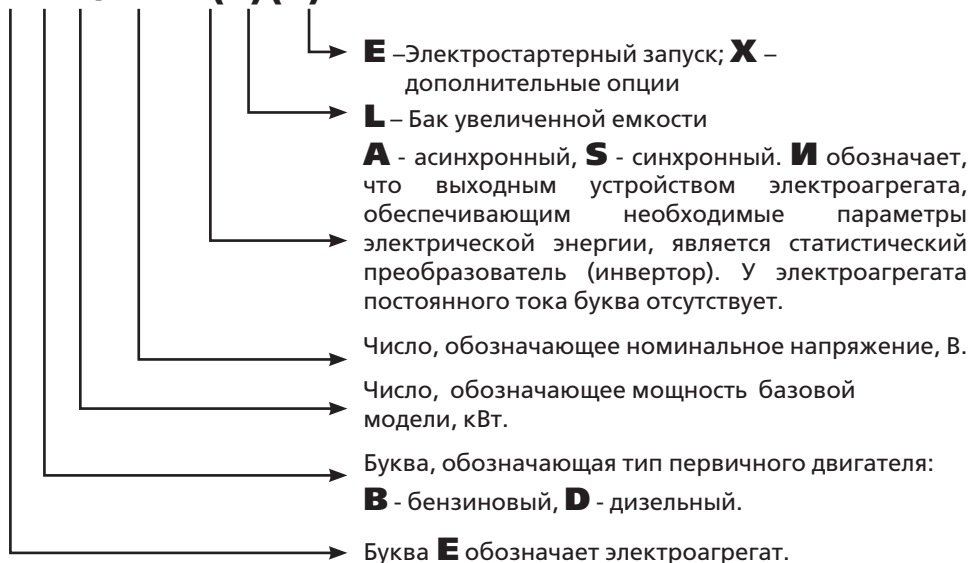 E –Электростартерный запуск; X –
дополнительные опции
L – Бак увеличенной емкости
A - асинхронный, S - синхронный. И обозначает,
что выходным устройством электроагрегата,
обеспечивающим необходимые параметры
электрической энергии, является статистический
преобразователь (инвертор). У электроагрегата
постоянного тока буква отсутствует.
Число, обозначающее номинальное напряжение, В.
Число, обозначающее мощность базовой
модели, кВт.
Буква, обозначающая тип первичного двигателя:
B - бензиновый, D - дизельный.
Буква E обозначает электроагрегат.